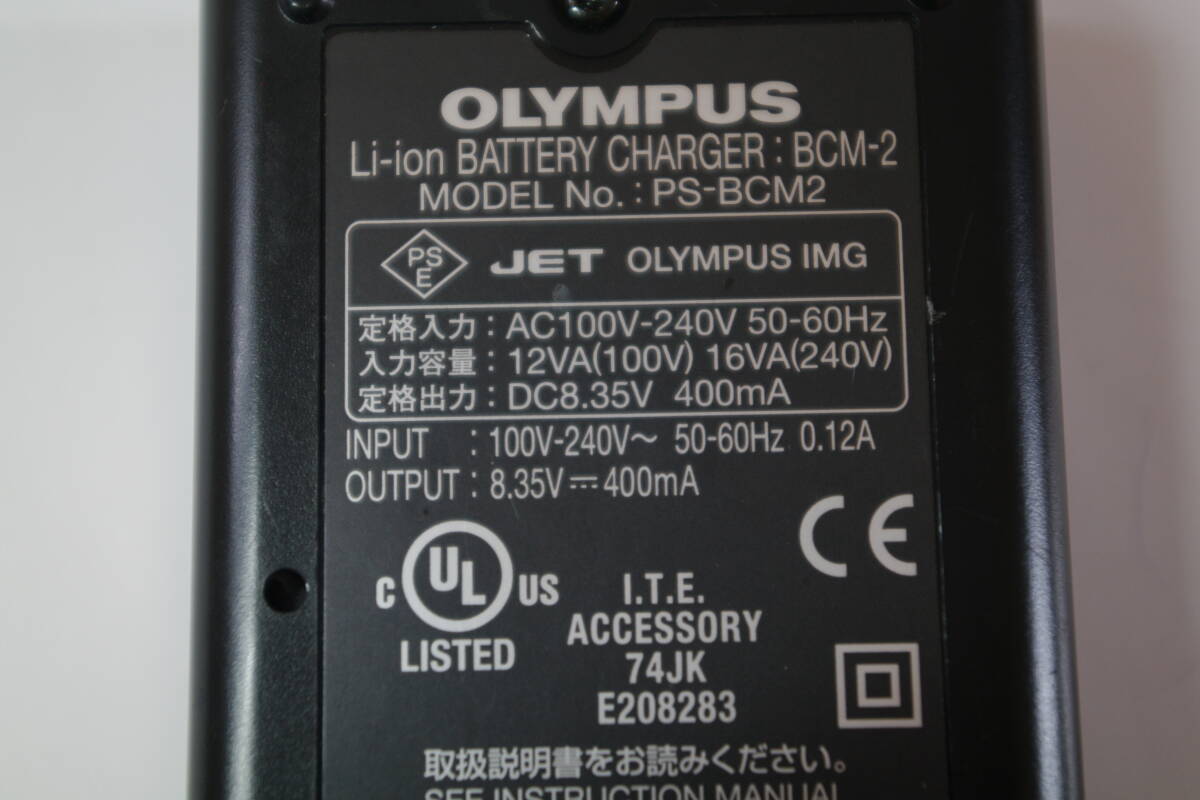 OLYMPUS
Li-ion BATTERY CHARGER : BCM-2
MODEL No. : PS-BCM2
PS E JET OLYMPUS IMG
定格入力 : AC100V-240V 50-60Hz
入力容量 : 12VA(100V) 16VA(240V)
定格出力 : DC8.35V 400mA
INPUT : 100V-240V～ 50-60Hz 0.12A
OUTPUT : 8.35V⎓400mA
CE
C UL US
LISTED
I.T.E.
ACCESSORY
74JK
E208283
取扱説明書をお読みください。
SEE INSTRUCTION MANUAL